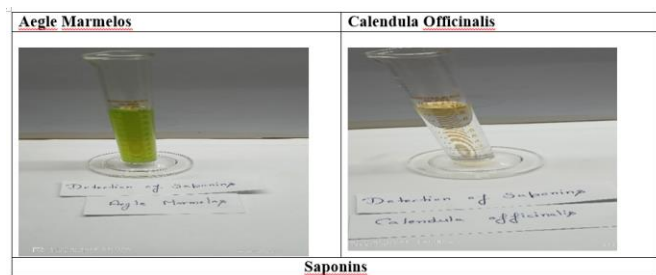 Aegle Marmelos
Calendula Officinalis
Detection of Saponins
Aegle Marmelos
Detection of Saponins
Calendula officinalis
Saponins